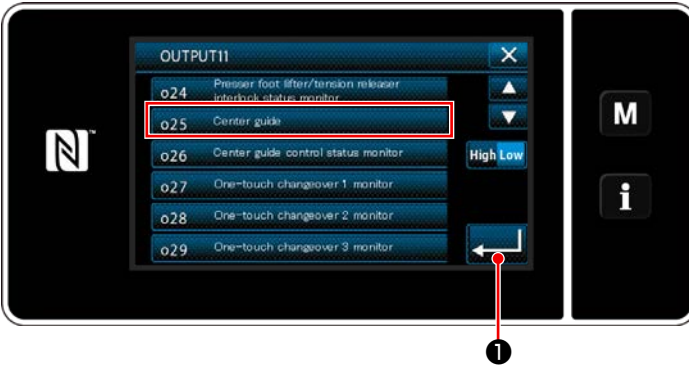 OUTPUT11
o24 Presser foot lifter/tension releaser
interlock status monitor
o25 Center guide
o26 Center guide control status monitor
High Low
o27 One-touch changeover 1 monitor
o28 One-touch changeover 2 monitor
o29 One-touch changeover 3 monitor
M
i
N
❶